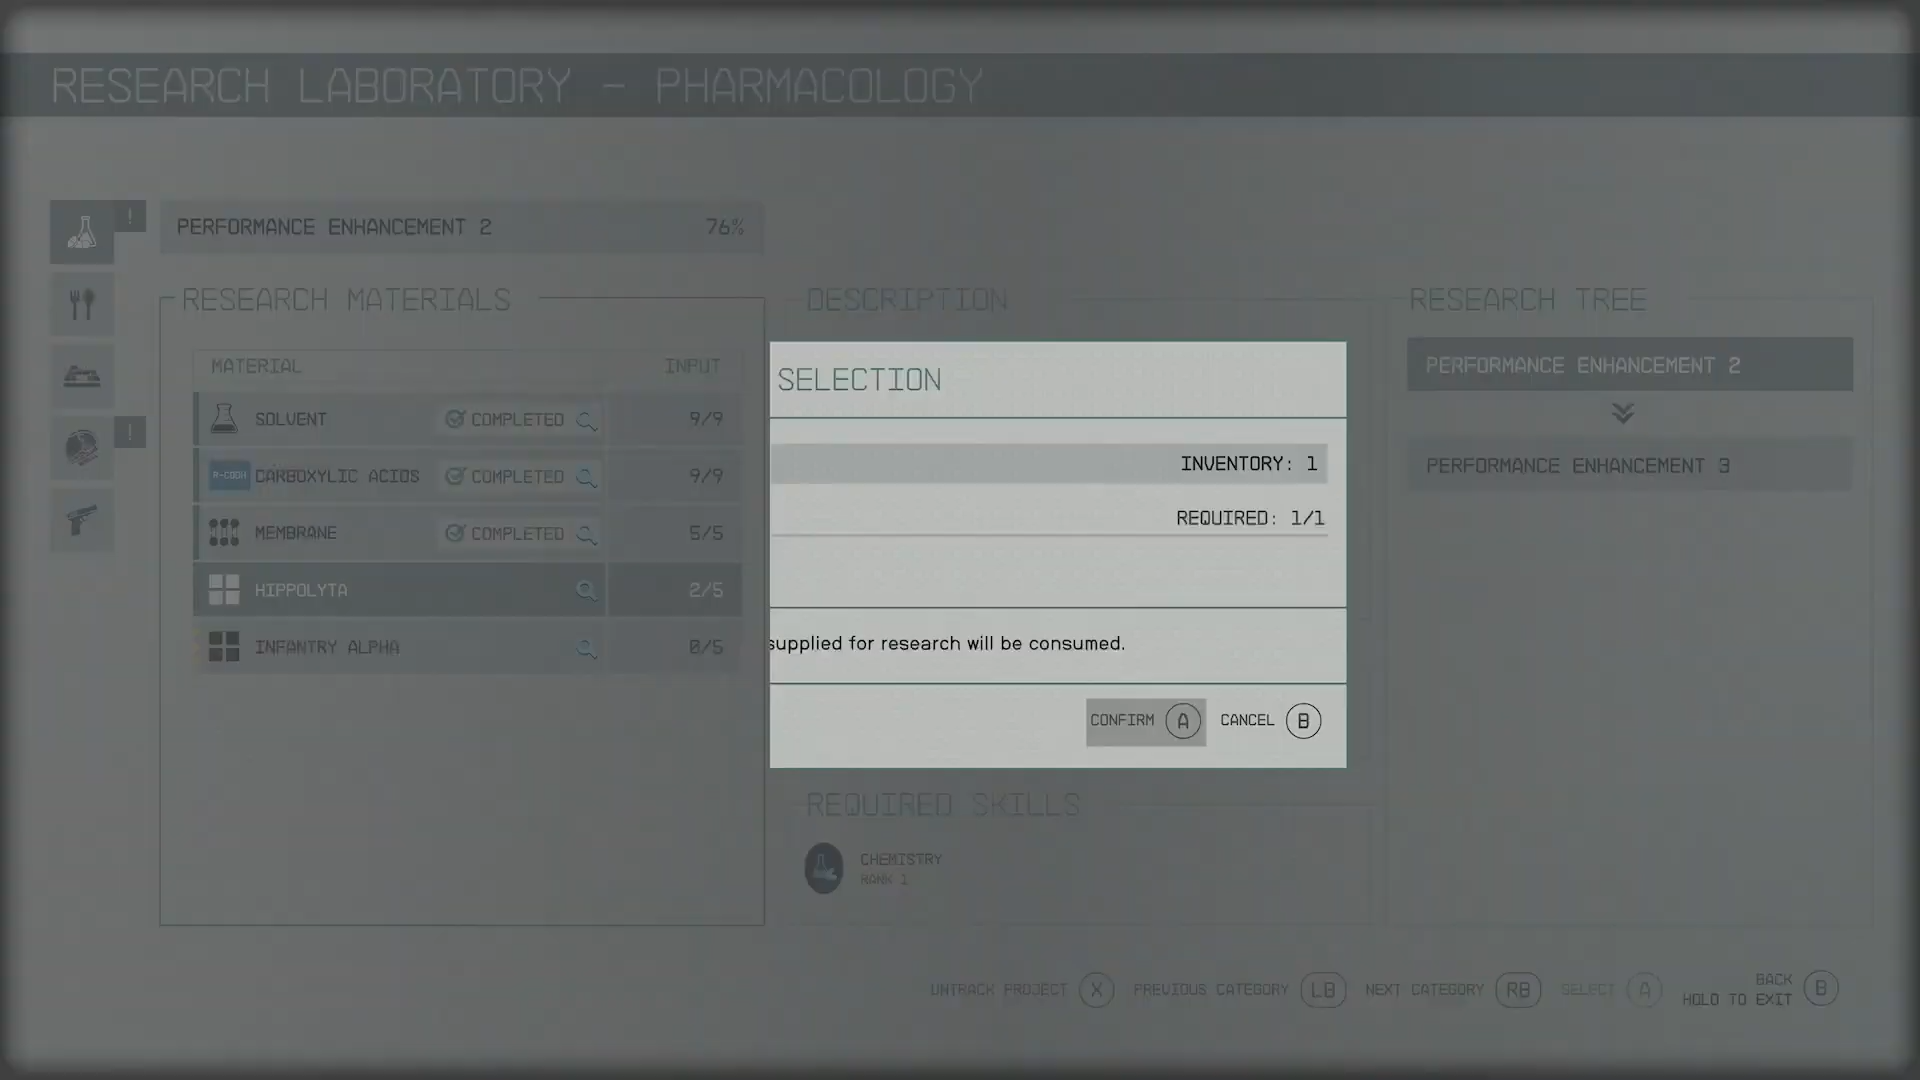 RESEARCH LABORATORY – PHARMACOLOGY
!
PERFORMANCE ENHANCEMENT 2 76%
RESEARCH MATERIALS
MATERIAL INPUT
SOLVENT COMPLETED 9/9
R-COOH CARBOXYLIC ACIDS COMPLETED 9/9
MEMBRANE COMPLETED 5/5
HIPPOLYTA 2/5
INFANTRY ALPHA 0/5
!
DESCRIPTION
SELECTION
INVENTORY: 1
REQUIRED: 1/1
supplied for research will be consumed.
CONFIRM A CANCEL B
REQUIRED SKILLS
CHEMISTRY
RANK 1
RESEARCH TREE
PERFORMANCE ENHANCEMENT 2
PERFORMANCE ENHANCEMENT 3
UNTRACK PROJECT X PREVIOUS CATEGORY LB NEXT CATEGORY RB SELECT A BACK B
HOLD TO EXIT